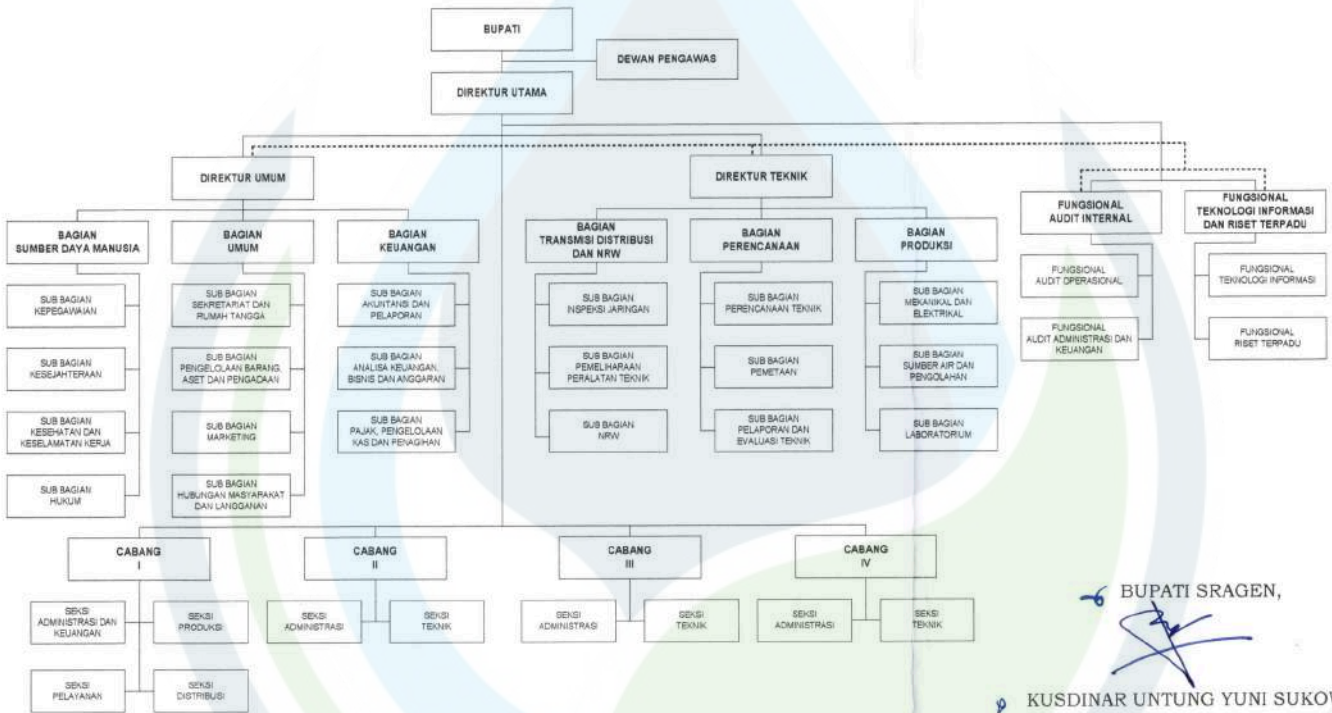 BUPATI
DEWAN PENGAWAS
DIREKTUR UTAMA
DIREKTUR UMUM
DIREKTUR TEKNIK
FUNGSIONAL
AUDIT INTERNAL
FUNGSIONAL
TEKNOLOGI INFORMASI
DAN RISET TERPADU
BAGIAN
SUMBER DAYA MANUSIA
BAGIAN
UMUM
BAGIAN
KEUANGAN
BAGIAN
TRANSMISI DISTRIBUSI
DAN NRW
BAGIAN
PERENCANAAN
BAGIAN
PRODUKSI
SUB BAGIAN
KEPEGAWAIAN
SUB BAGIAN
SEKRETARIAT DAN
RUMAH TANGGA
SUB BAGIAN
AKUNTANSI DAN
PELAPORAN
SUB BAGIAN
INSPEKSI JARINGAN
SUB BAGIAN
PERENCANAAN TEKNIK
SUB BAGIAN
MEKANIKAL DAN
ELEKTRIKAL
FUNGSIONAL
AUDIT OPERASIONAL
FUNGSIONAL
TEKNOLOGI INFORMASI
SUB BAGIAN
KESEJAHTERAAN
SUB BAGIAN
PENGELOLAAN BARANG,
ASET DAN PENGADAAN
SUB BAGIAN
ANALISA KEUANGAN,
BISNIS DAN ANGGARAN
SUB BAGIAN
PEMELIHARAAN
PERALATAN TEKNIK
SUB BAGIAN
PEMETAAN
SUB BAGIAN
SUMBER AIR DAN
PENGOLAHAN
FUNGSIONAL
AUDIT ADMINISTRASI DAN
KEUANGAN
FUNGSIONAL
RISET TERPADU
SUB BAGIAN
KESEHATAN DAN
KESELAMATAN KERJA
SUB BAGIAN
MARKETING
SUB BAGIAN
PAJAK, PENGELOLAAN
KAS DAN PENAGIHAN
SUB BAGIAN
NRW
SUB BAGIAN
PELAPORAN DAN
EVALUASI TEKNIK
SUB BAGIAN
LABORATORIUM
SUB BAGIAN
HUKUM
SUB BAGIAN
HUBUNGAN MASYARAKAT
DAN LANGGANAN
CABANG
I
CABANG
II
CABANG
III
CABANG
IV
SEKSI
ADMINISTRASI DAN
KEUANGAN
SEKSI
PRODUKSI
SEKSI
ADMINISTRASI
SEKSI
TEKNIK
SEKSI
ADMINISTRASI
SEKSI
TEKNIK
SEKSI
ADMINISTRASI
SEKSI
TEKNIK
SEKSI
PELAYANAN
SEKSI
DISTRIBUSI
BUPATI SRAGEN,
KUSDINAR UNTUNG YUNI